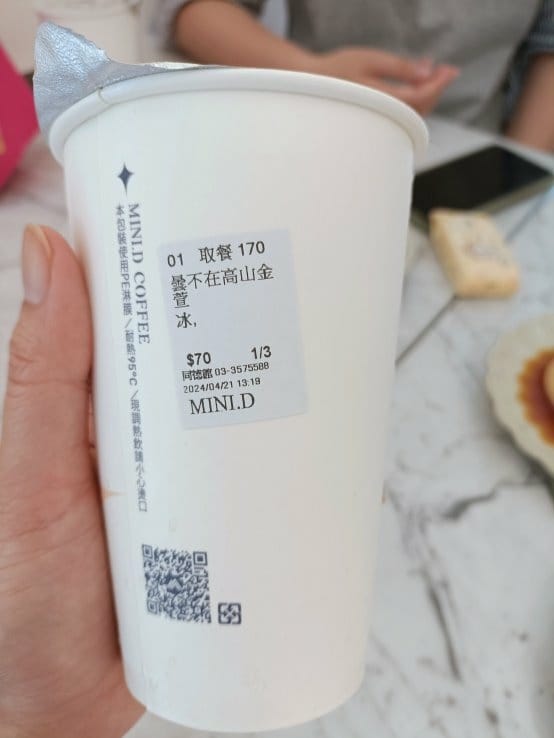 MINI.D COFFEE
本包裝使用PE淋膜／耐熱95°C／現調熱飲請小心燙口
01 取餐 170
曇不在高山金
萱
冰,
$70 1/3
同德館 03-3575588
2024/04/21 13:19
MINI.D